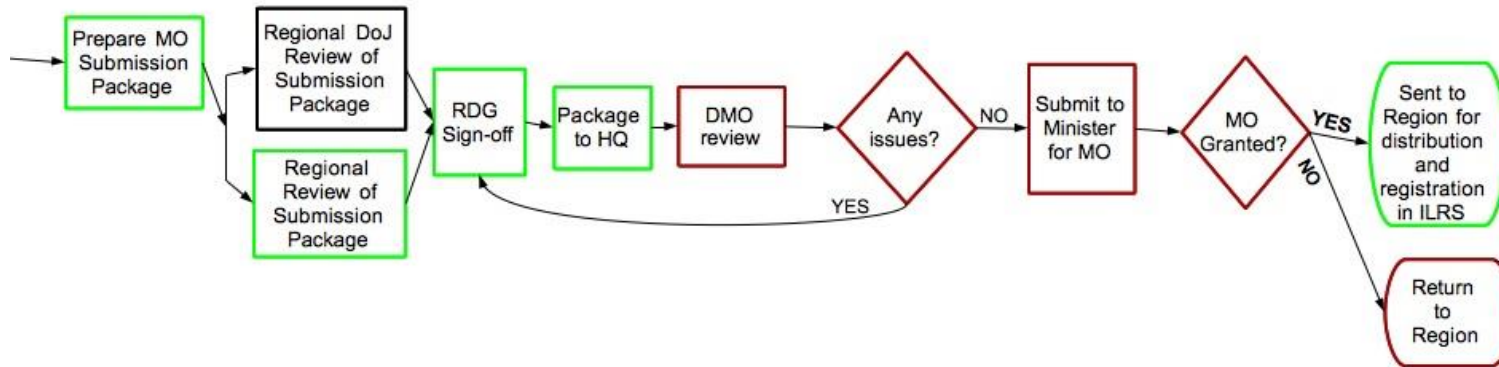 Prepare MO
Submission
Package
Regional DoJ
Review of
Submission
Package
Regional
Review of
Submission
Package
RDG
Sign-off
Package
to HQ
DMO
review
Any
issues?
YES
NO
Submit to
Minister
for MO
MO
Granted?
YES
NO
Sent to
Region for
distribution
and
registration
in ILRS
Return
to
Region